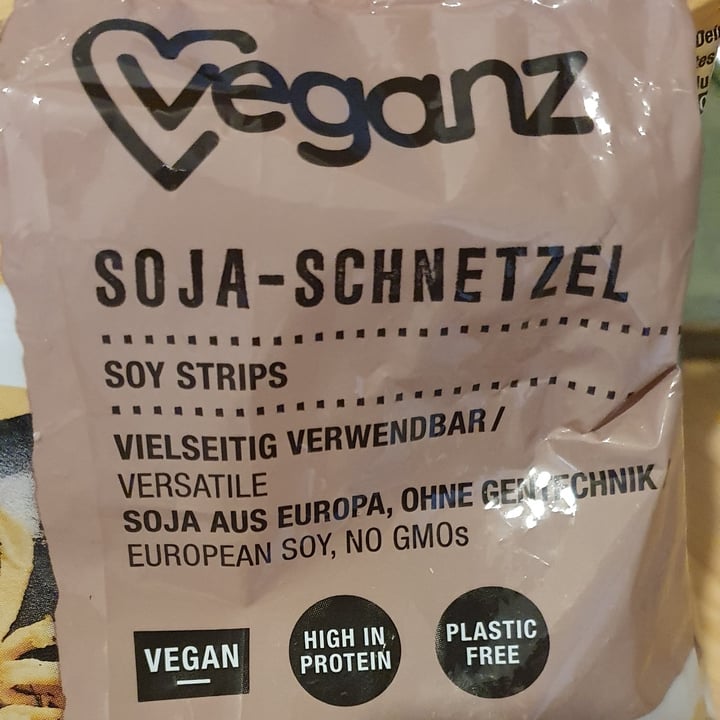 veganz
SOJA-SCHNETZEL
SOY STRIPS
VIELSEITIG VERWENDBAR/
VERSATILE
SOJA AUS EUROPA, OHNE GENTECHNIK
EUROPEAN SOY, NO GMOs
VEGAN
HIGH IN
PROTEIN
PLASTIC
FREE